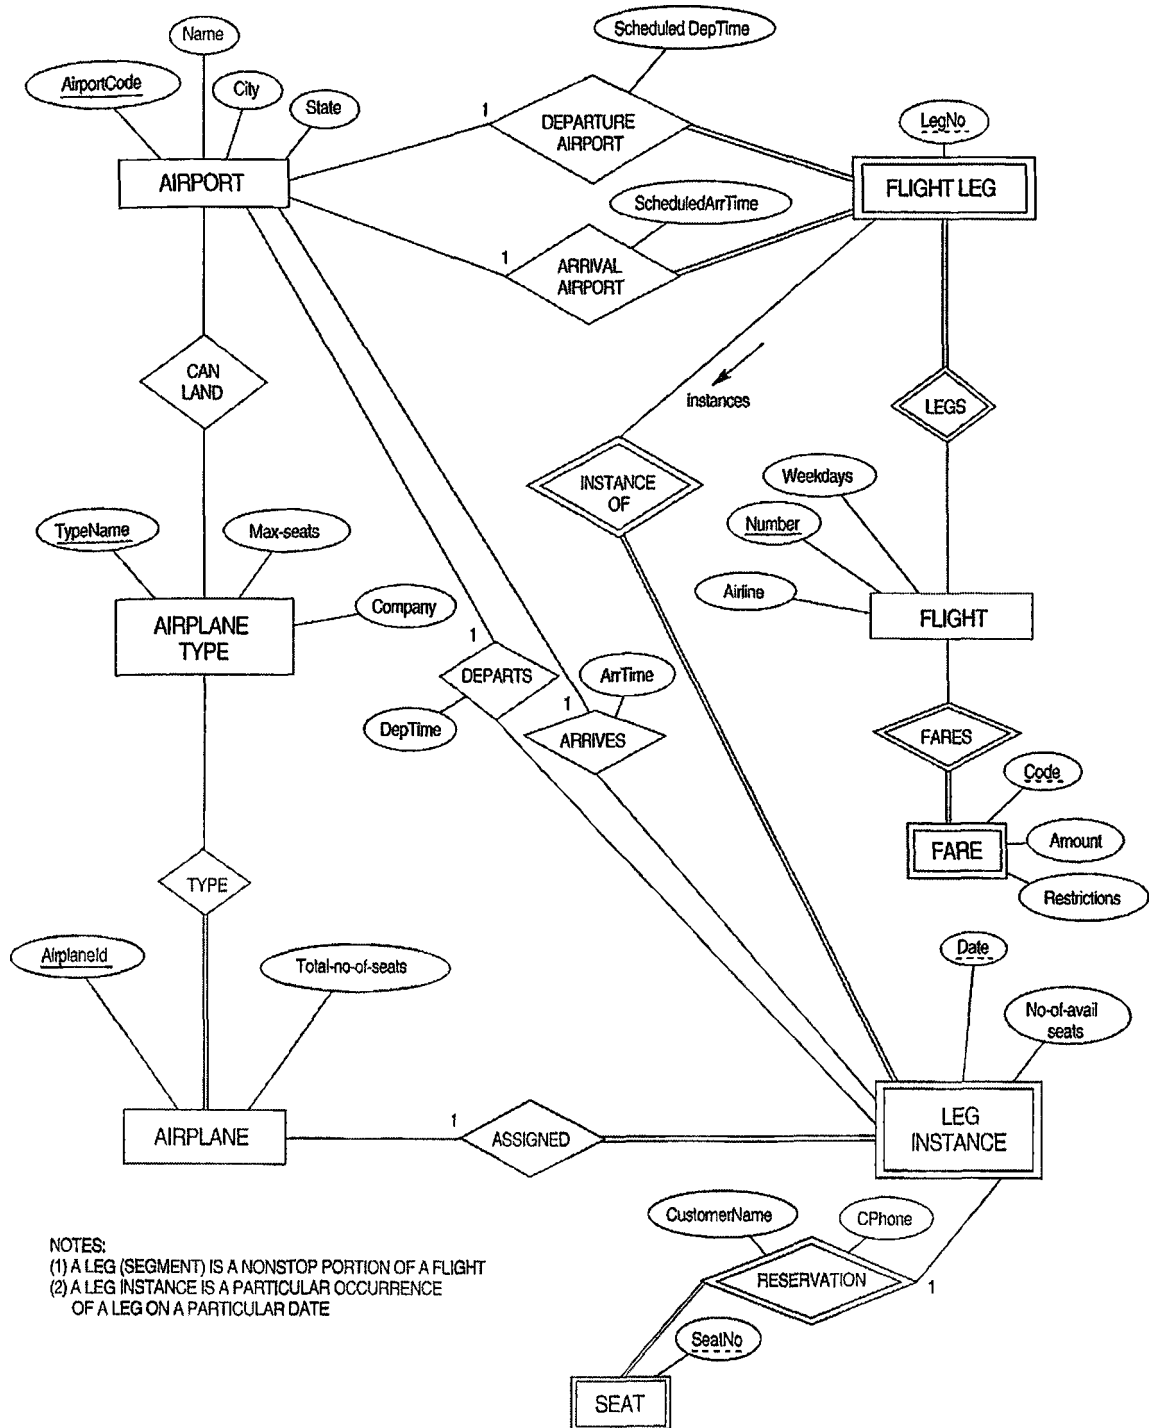 Name
Scheduled DepTime
AirportCode
City
State
1
DEPARTURE
AIRPORT
LegNo
AIRPORT
FLIGHT LEG
ScheduledArrTime
1
ARRIVAL
AIRPORT
CAN
LAND
instances
LEGS
INSTANCE
OF
Weekdays
Number
TypeName
Max-seats
Airline
Company
FLIGHT
AIRPLANE
TYPE
1
DEPARTS
ArrTime
1
DepTime
ARRIVES
FARES
Code
Amount
FARE
TYPE
Restrictions
AirplaneId
Total-no-of-seats
Date
No-of-avail
seats
1
AIRPLANE
ASSIGNED
LEG
INSTANCE
CustomerName
CPhone
NOTES:
(1) A LEG (SEGMENT) IS A NONSTOP PORTION OF A FLIGHT
(2) A LEG INSTANCE IS A PARTICULAR OCCURRENCE
OF A LEG ON A PARTICULAR DATE
RESERVATION
1
SeatNo
SEAT